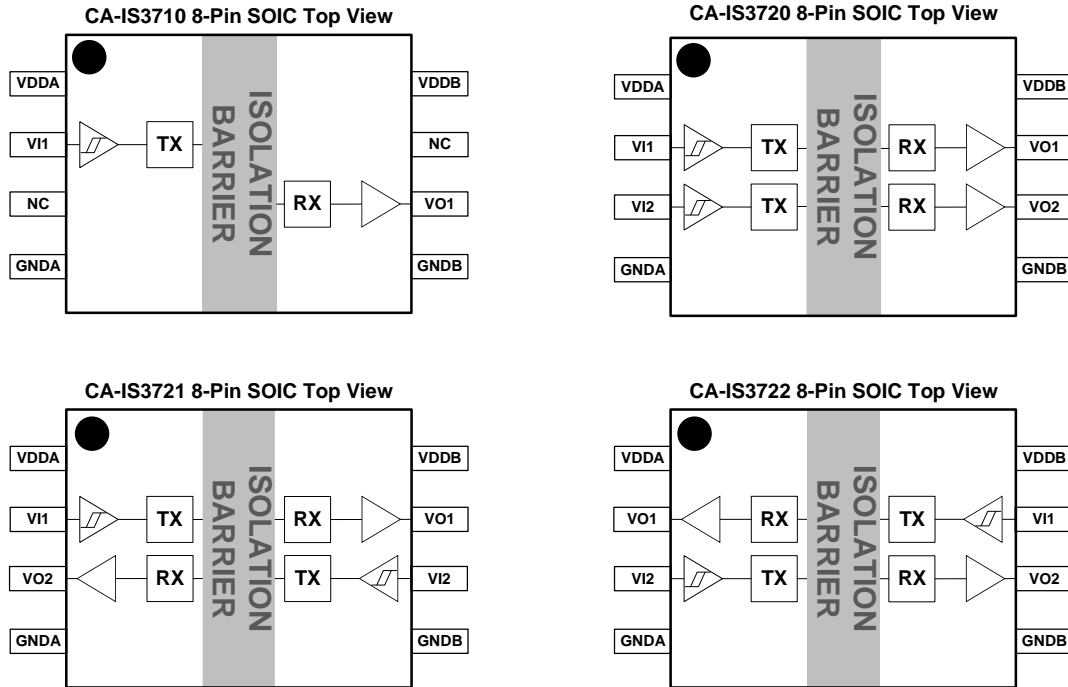 CA-IS3710 8-Pin SOIC Top View
VDDA
VI1
NC
GNDA
TX
ISOLATION
BARRIER
RX
VDDB
NC
VO1
GNDB
CA-IS3720 8-Pin SOIC Top View
VDDA
VI1
VI2
GNDA
TX
TX
ISOLATION
BARRIER
RX
RX
VDDB
VO1
VO2
GNDB
CA-IS3721 8-Pin SOIC Top View
VDDA
VI1
VO2
GNDA
TX
RX
ISOLATION
BARRIER
RX
TX
VDDB
VO1
VI2
GNDB
CA-IS3722 8-Pin SOIC Top View
VDDA
VO1
VI2
GNDA
RX
TX
ISOLATION
BARRIER
TX
RX
VDDB
VI1
VO2
GNDB